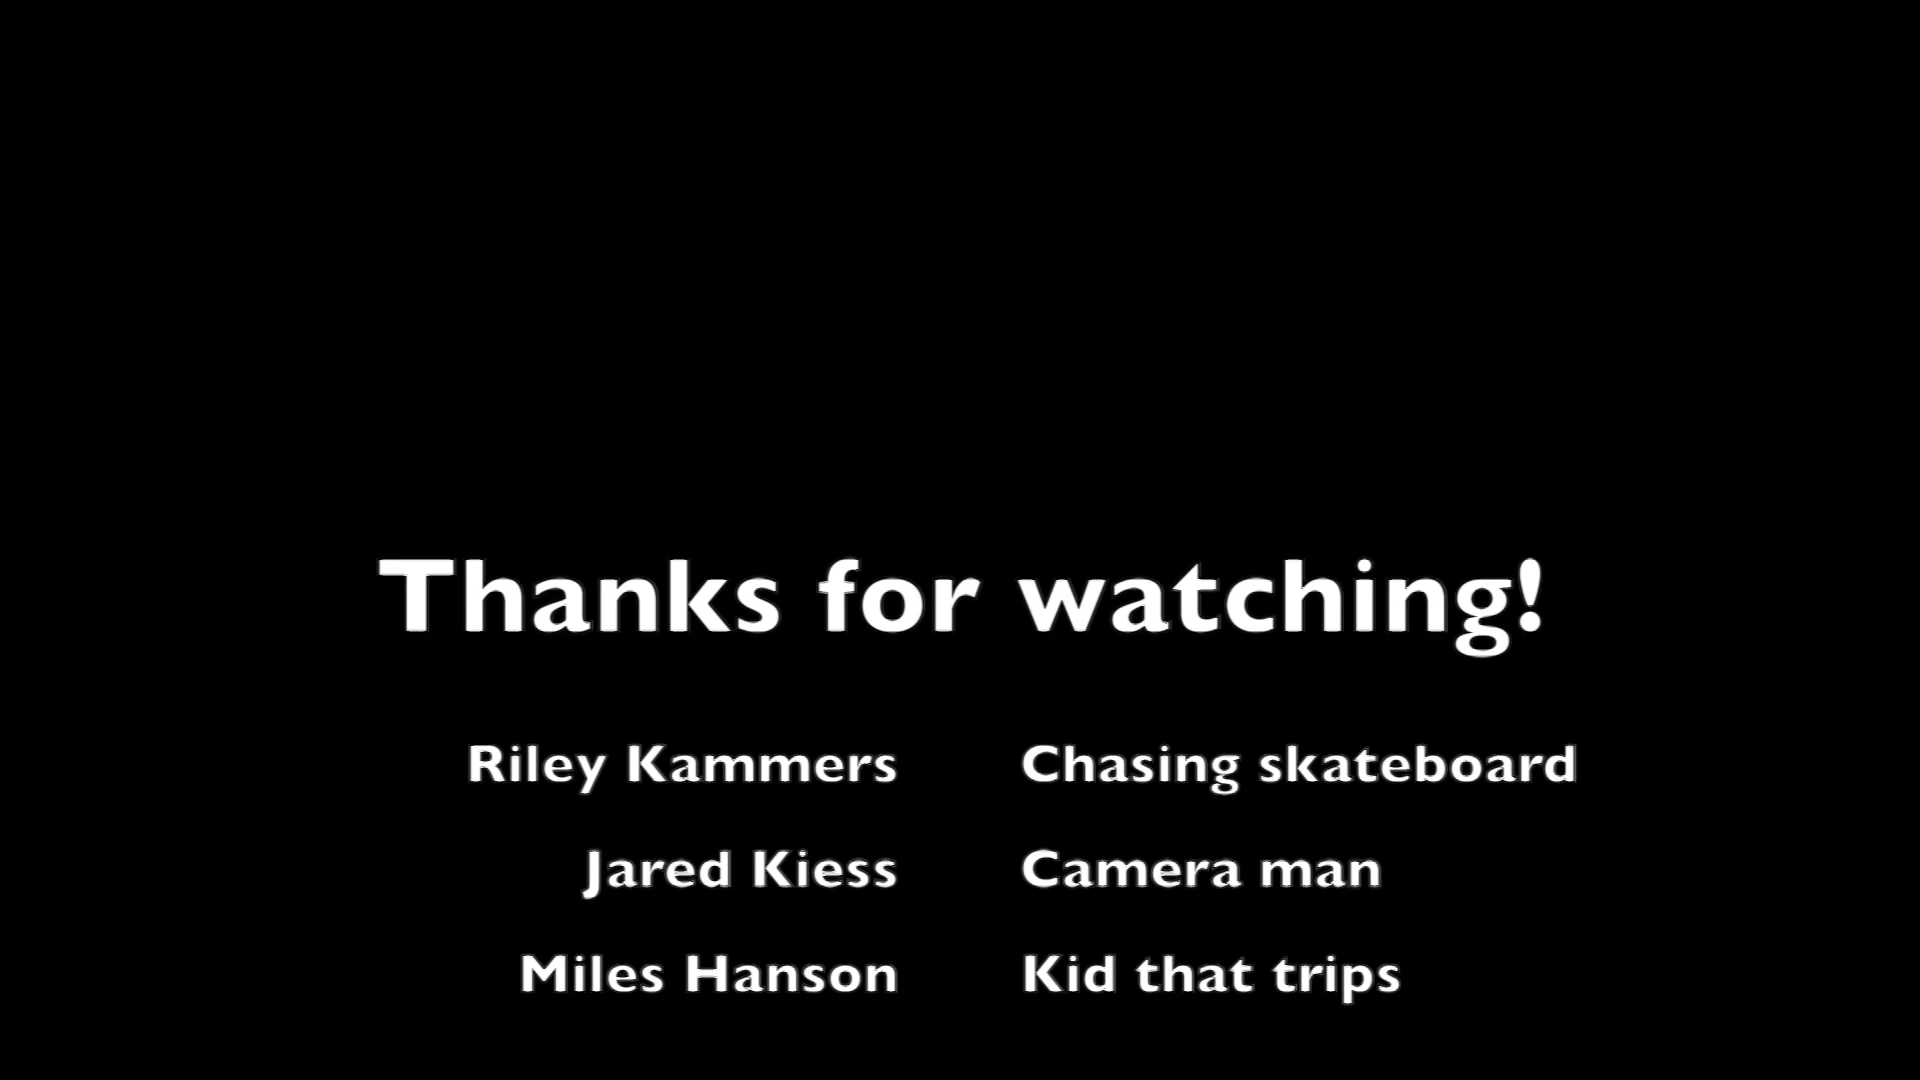 Thanks for watching!
Riley Kammers Chasing skateboard
Jared Kiess Camera man
Miles Hanson Kid that trips